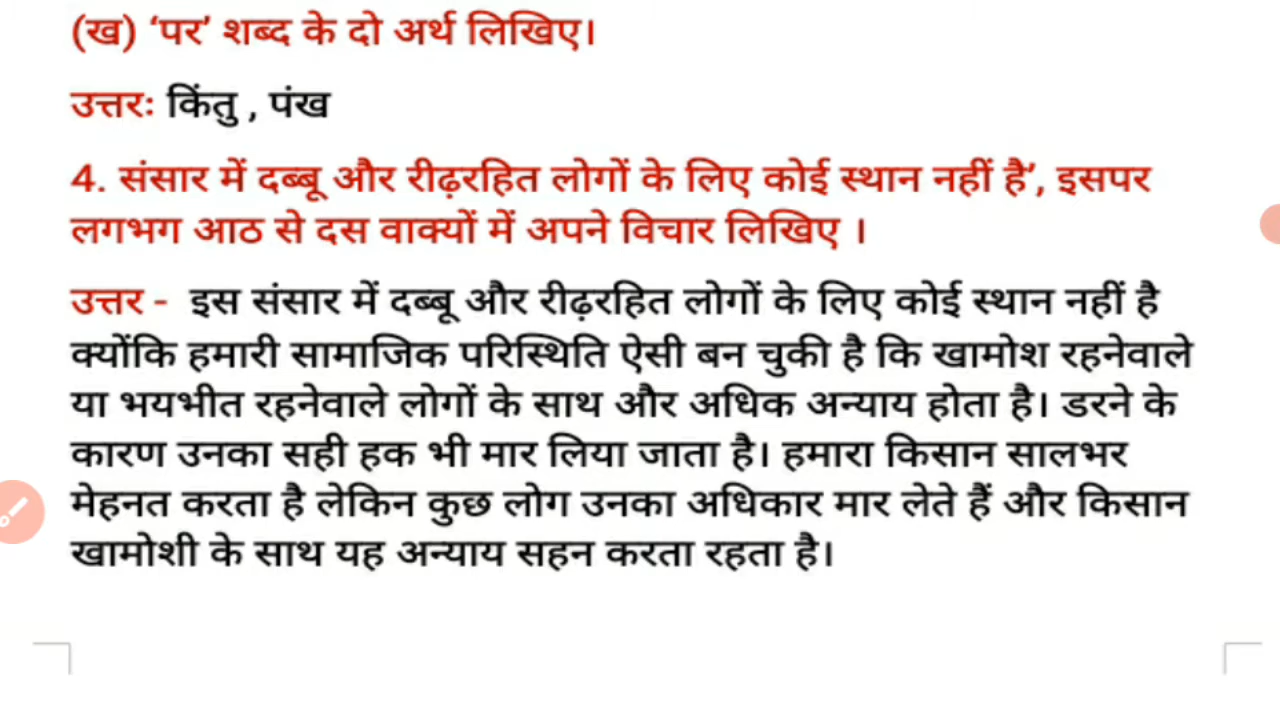 (ख) ‘पर’ शब्द के दो अर्थ लिखिए।
उत्तरः किंतु , पंख
4. संसार में दब्बू और रीढ़रहित लोगों के लिए कोई स्थान नहीं है’, इसपर
लगभग आठ से दस वाक्यों में अपने विचार लिखिए ।
उत्तर - इस संसार में दब्बू और रीढ़रहित लोगों के लिए कोई स्थान नहीं है
क्योंकि हमारी सामाजिक परिस्थिति ऐसी बन चुकी है कि खामोश रहनेवाले
या भयभीत रहनेवाले लोगों के साथ और अधिक अन्याय होता है। डरने के
कारण उनका सही हक भी मार लिया जाता है। हमारा किसान सालभर
मेहनत करता है लेकिन कुछ लोग उनका अधिकार मार लेते हैं और किसान
खामोशी के साथ यह अन्याय सहन करता रहता है।